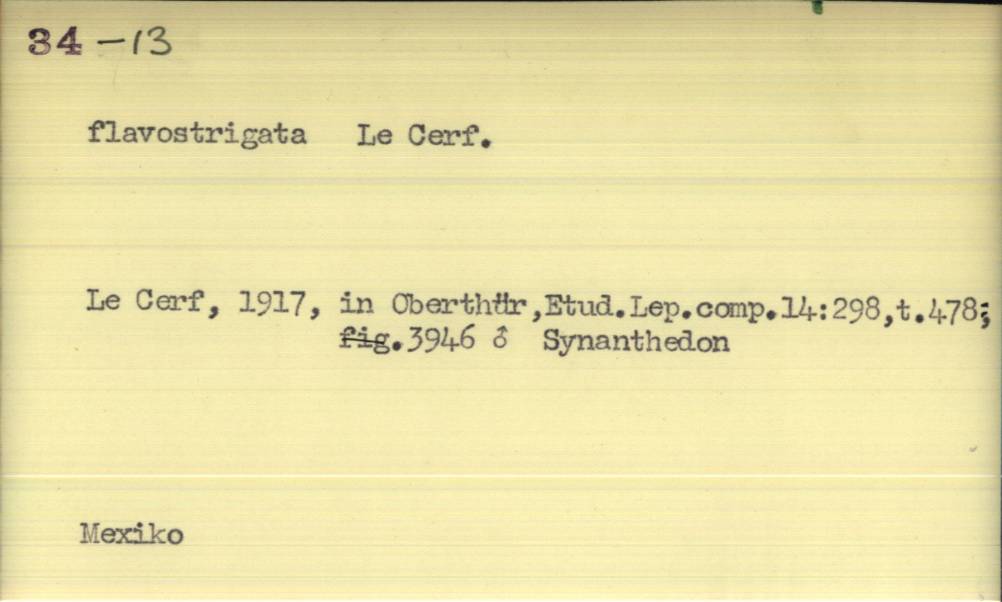 34 -13
flavostrigata Le Cerf.
Le Cerf, 1917, in Oberthür,Etud.Lep.comp.14:298,t.478;
fig.3946 ♂ Synanthedon
Mexiko